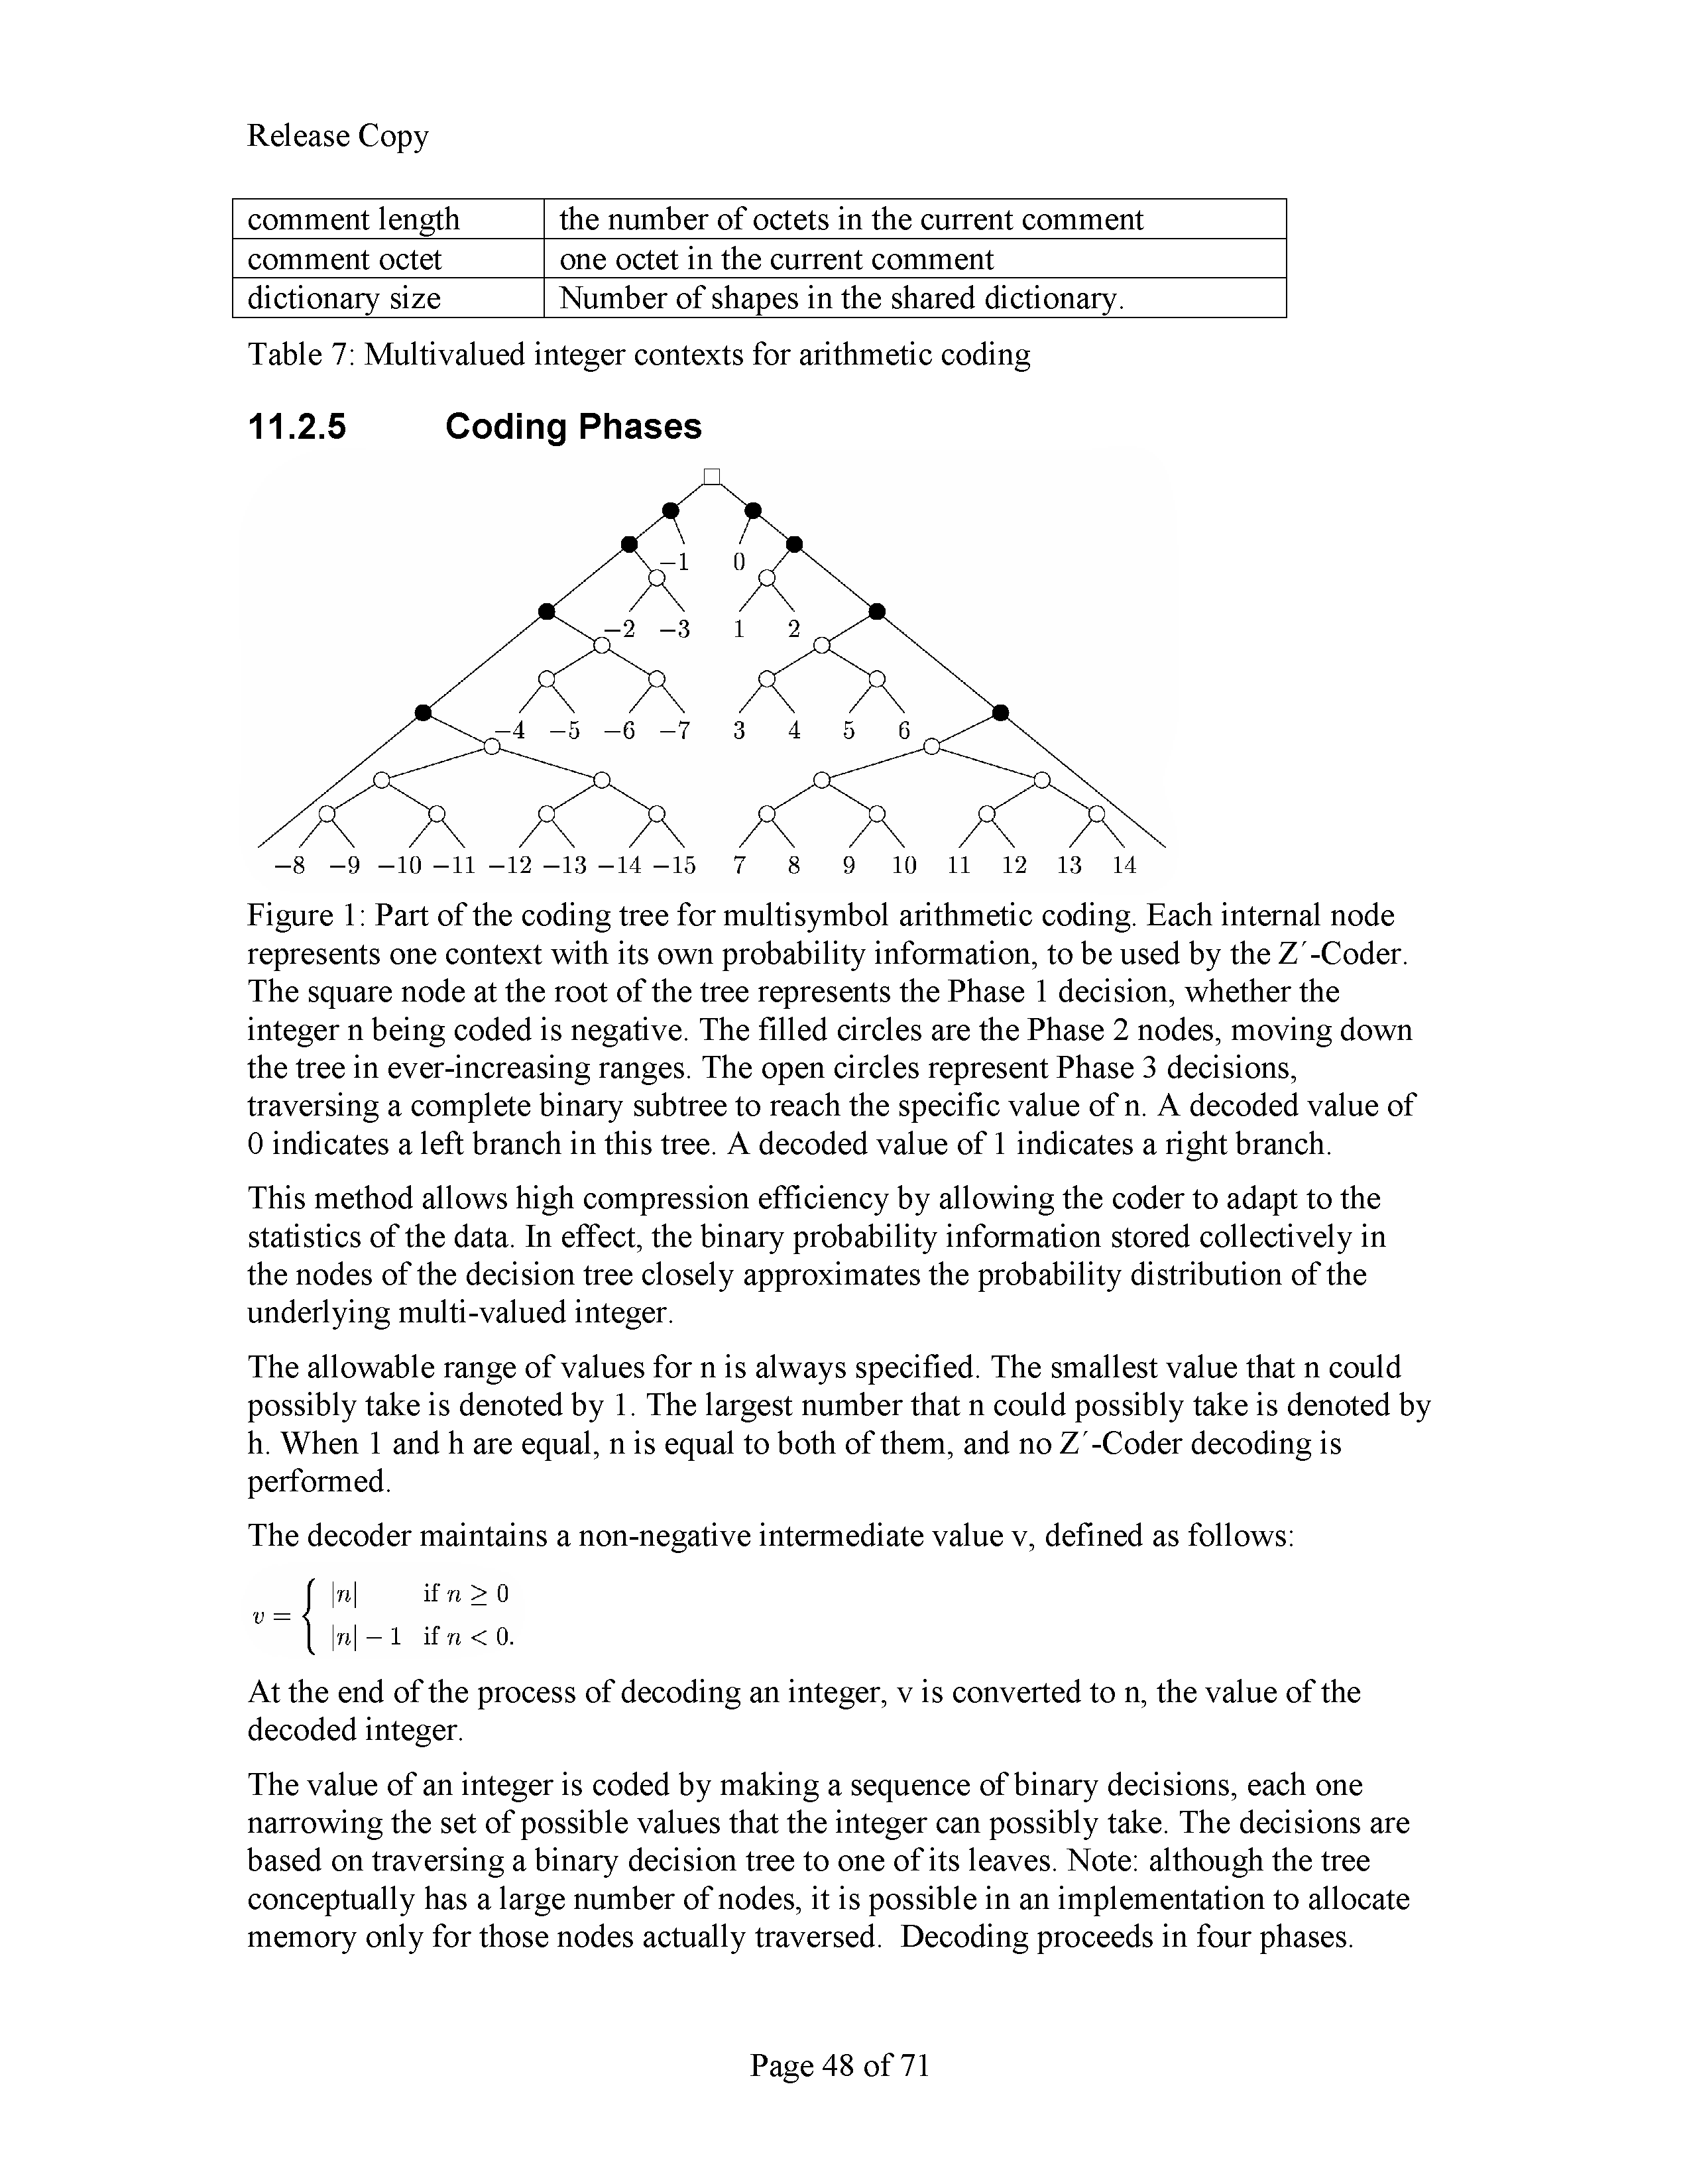 Release Copy
comment length the number of octets in the current comment
comment octet one octet in the current comment
dictionary size Number of shapes in the shared dictionary.
Table 7: Multivalued integer contexts for arithmetic coding
11.2.5 Coding Phases
−1 0
−2 −3 1 2
−4 −5 −6 −7 3 4 5 6
−8 −9 −10 −11 −12 −13 −14 −15 7 8 9 10 11 12 13 14
Figure 1: Part of the coding tree for multisymbol arithmetic coding. Each internal node
represents one context with its own probability information, to be used by the Z´-Coder.
The square node at the root of the tree represents the Phase 1 decision, whether the
integer n being coded is negative. The filled circles are the Phase 2 nodes, moving down
the tree in ever-increasing ranges. The open circles represent Phase 3 decisions,
traversing a complete binary subtree to reach the specific value of n. A decoded value of
0 indicates a left branch in this tree. A decoded value of 1 indicates a right branch.
This method allows high compression efficiency by allowing the coder to adapt to the
statistics of the data. In effect, the binary probability information stored collectively in
the nodes of the decision tree closely approximates the probability distribution of the
underlying multi-valued integer.
The allowable range of values for n is always specified. The smallest value that n could
possibly take is denoted by 1. The largest number that n could possibly take is denoted by
h. When 1 and h are equal, n is equal to both of them, and no Z´-Coder decoding is
performed.
The decoder maintains a non-negative intermediate value v, defined as follows:
v = { |n| if n ≥ 0
|n| − 1 if n < 0.
At the end of the process of decoding an integer, v is converted to n, the value of the
decoded integer.
The value of an integer is coded by making a sequence of binary decisions, each one
narrowing the set of possible values that the integer can possibly take. The decisions are
based on traversing a binary decision tree to one of its leaves. Note: although the tree
conceptually has a large number of nodes, it is possible in an implementation to allocate
memory only for those nodes actually traversed.  Decoding proceeds in four phases.
Page 48 of 71